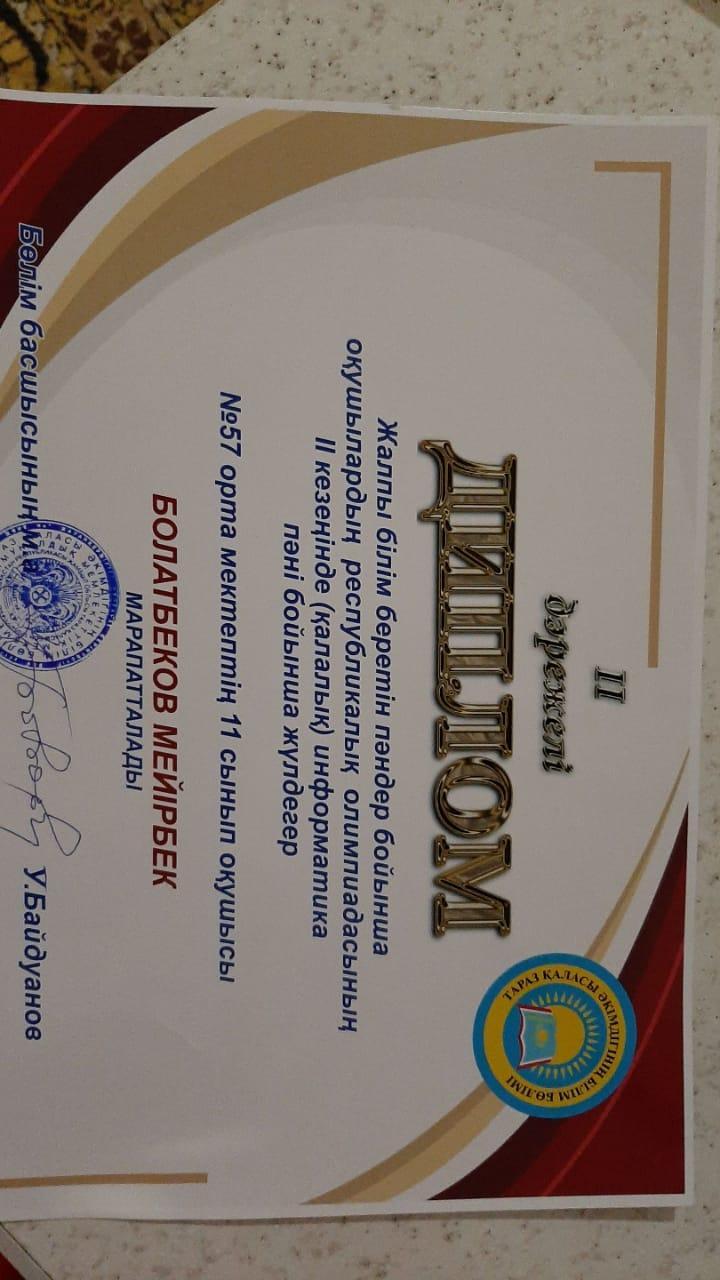 II
дәрежелі
ДИПЛОМ
ТАРАЗ ҚАЛАСЫ ӘКІМДІГІНІҢ БІЛІМ БӨЛІМІ
Жалпы білім беретін пәндер бойынша
оқушылардың республикалық олимпиадасының
II кезеңінде (қалалық) информатика
пәні бойынша жүлдегер
№57 орта мектептің 11 сынып оқушысы
БОЛАТБЕКОВ МЕЙІРБЕК
МАРАПАТТАЛАДЫ
Бөлім басшысының У.Байдуанов